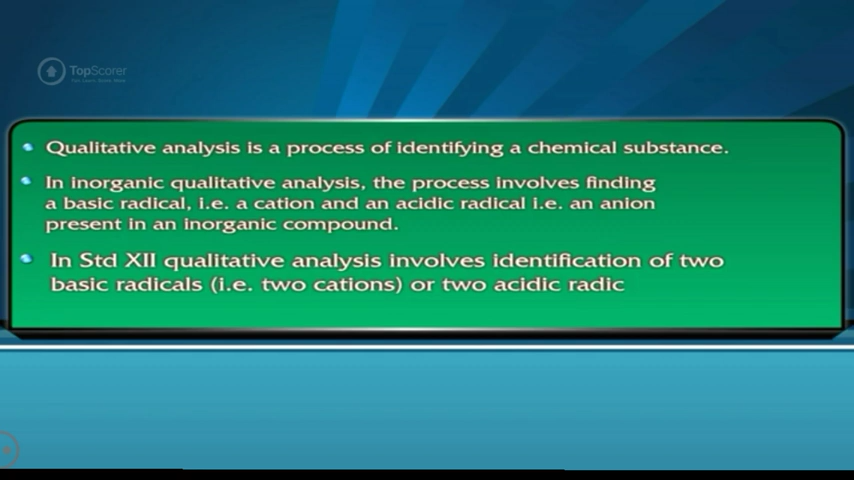 TopScorer
Qualitative analysis is a process of identifying a chemical substance.
In inorganic qualitative analysis, the process involves finding
a basic radical, i.e. a cation and an acidic radical i.e. an anion
present in an inorganic compound.
In Std XII qualitative analysis involves identification of two
basic radicals (i.e. two cations) or two acidic radic